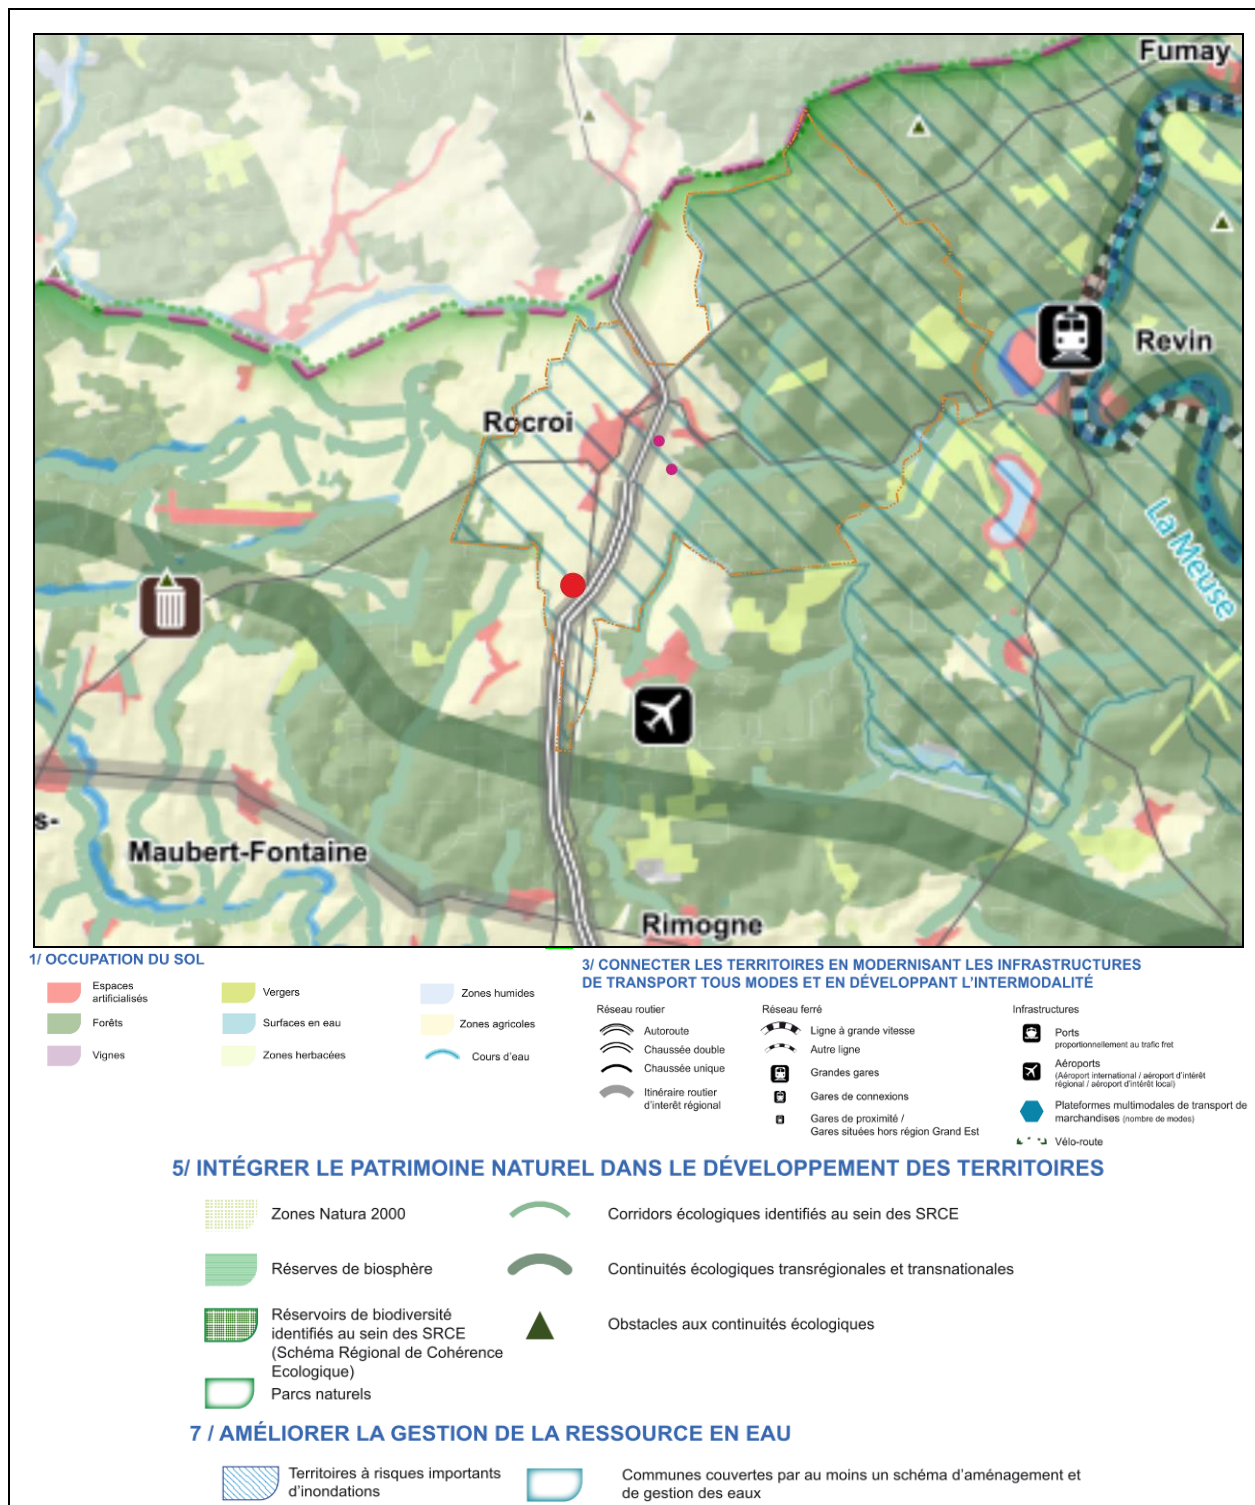 Fumay
Revin
Rocroi
La Meuse
s-
Maubert-Fontaine
Rimogne
1/ OCCUPATION DU SOL
Espaces
artificialisés
Forêts
Vignes
Vergers
Surfaces en eau
Zones herbacées
Zones humides
Zones agricoles
Cours d'eau
3/ CONNECTER LES TERRITOIRES EN MODERNISANT LES INFRASTRUCTURES
DE TRANSPORT TOUS MODES ET EN DÉVELOPPANT L'INTERMODALITÉ
Réseau routier
Autoroute
Chaussée double
Chaussée unique
Itinéraire routier
d'interêt régional
Réseau ferré
Ligne à grande vitesse
Autre ligne
Grandes gares
Gares de connexions
Gares de proximité /
Gares situées hors région Grand Est
Infrastructures
Ports
proportionnellement au trafic fret
Aéroports
(Aéroport international / aéroport d'intérêt
régional / aéroport d'intérêt local)
Plateformes multimodales de transport de
marchandises (nombre de modes)
Vélo-route
5/ INTÉGRER LE PATRIMOINE NATUREL DANS LE DÉVELOPPEMENT DES TERRITOIRES
Zones Natura 2000
Réserves de biosphère
Réservoirs de biodiversité
identifiés au sein des SRCE
(Schéma Régional de Cohérence
Ecologique)
Parcs naturels
Corridors écologiques identifiés au sein des SRCE
Continuités écologiques transrégionales et transnationales
Obstacles aux continuités écologiques
7 / AMÉLIORER LA GESTION DE LA RESSOURCE EN EAU
Territoires à risques importants
d'inondations
Communes couvertes par au moins un schéma d'aménagement et
de gestion des eaux